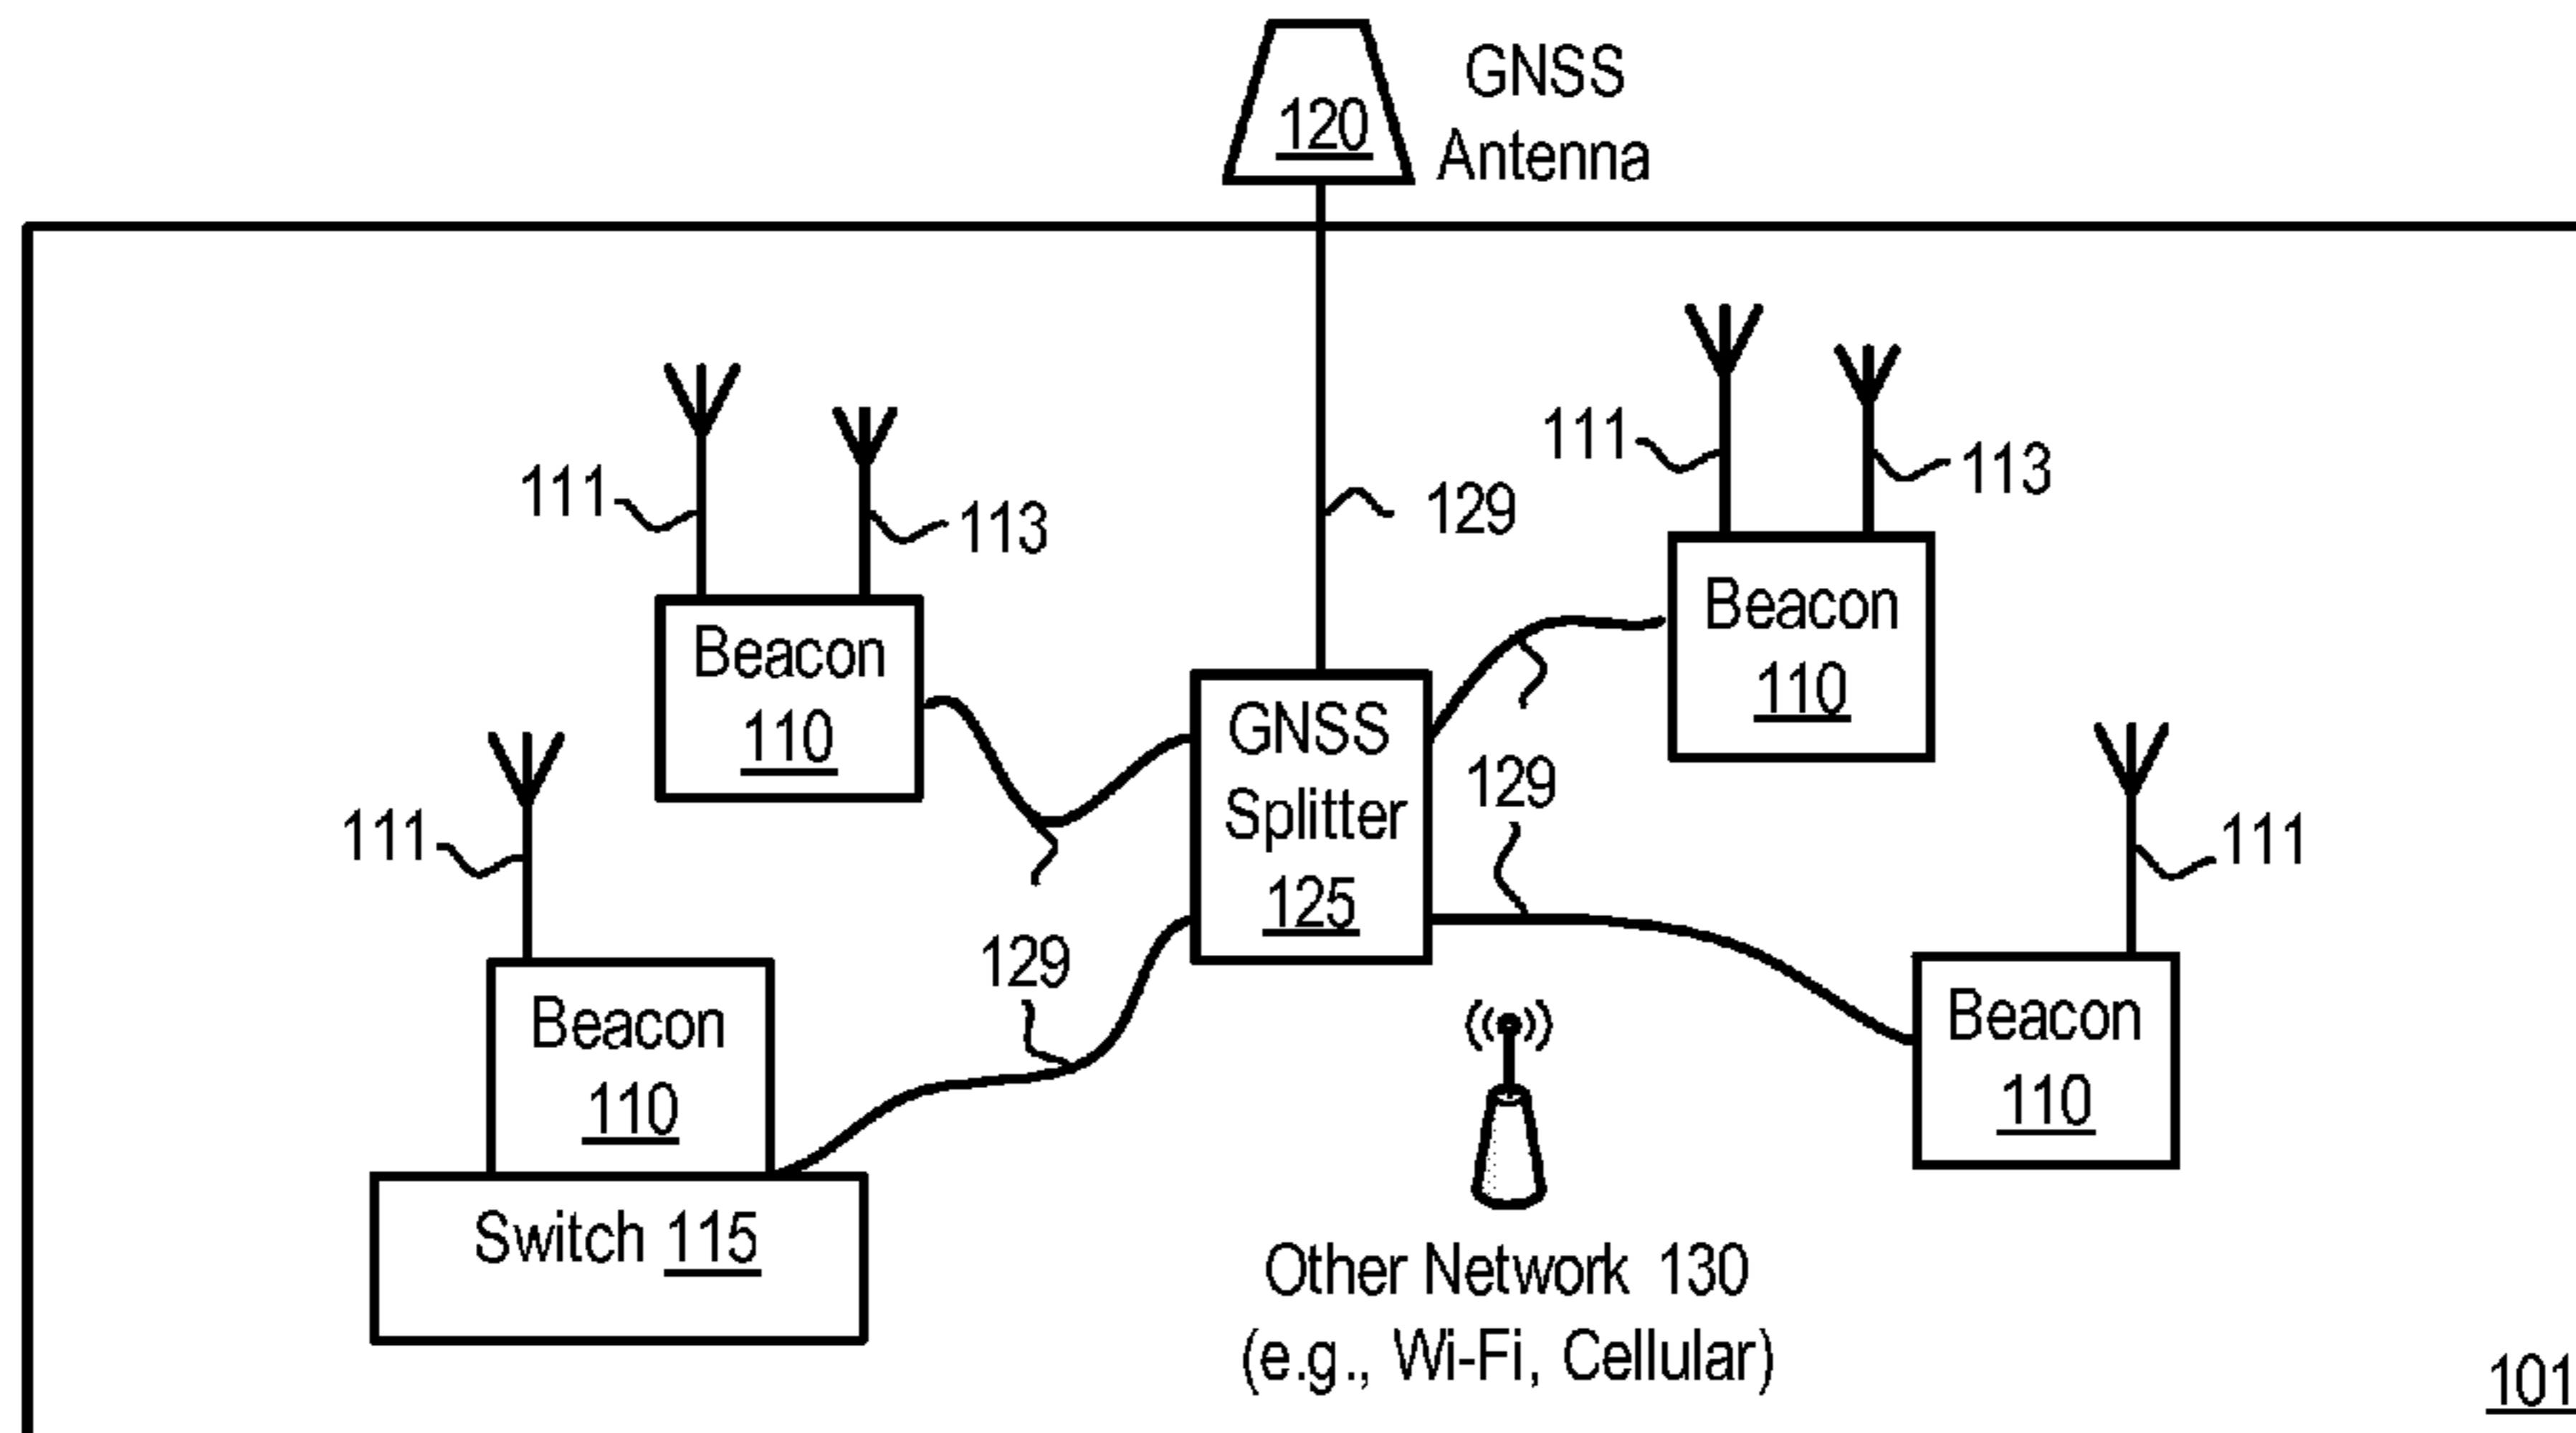 GNSS
Antenna
120
111
113
129
111
113
Beacon
110
Beacon
110
GNSS
Splitter
125
129
111
111
129
Beacon
110
Beacon
110
Switch 115
Other Network 130
(e.g., Wi-Fi, Cellular)
101